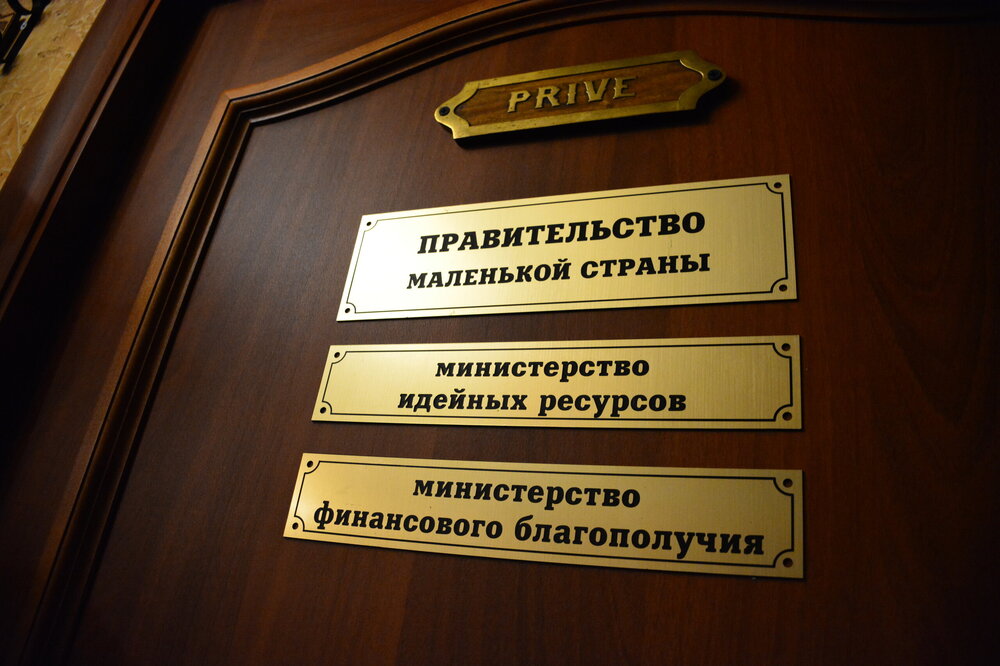 PRIVE
ПРАВИТЕЛЬСТВО
МАЛЕНЬКОЙ СТРАНЫ
министерство
идейных ресурсов
министерство
финансового благополучия